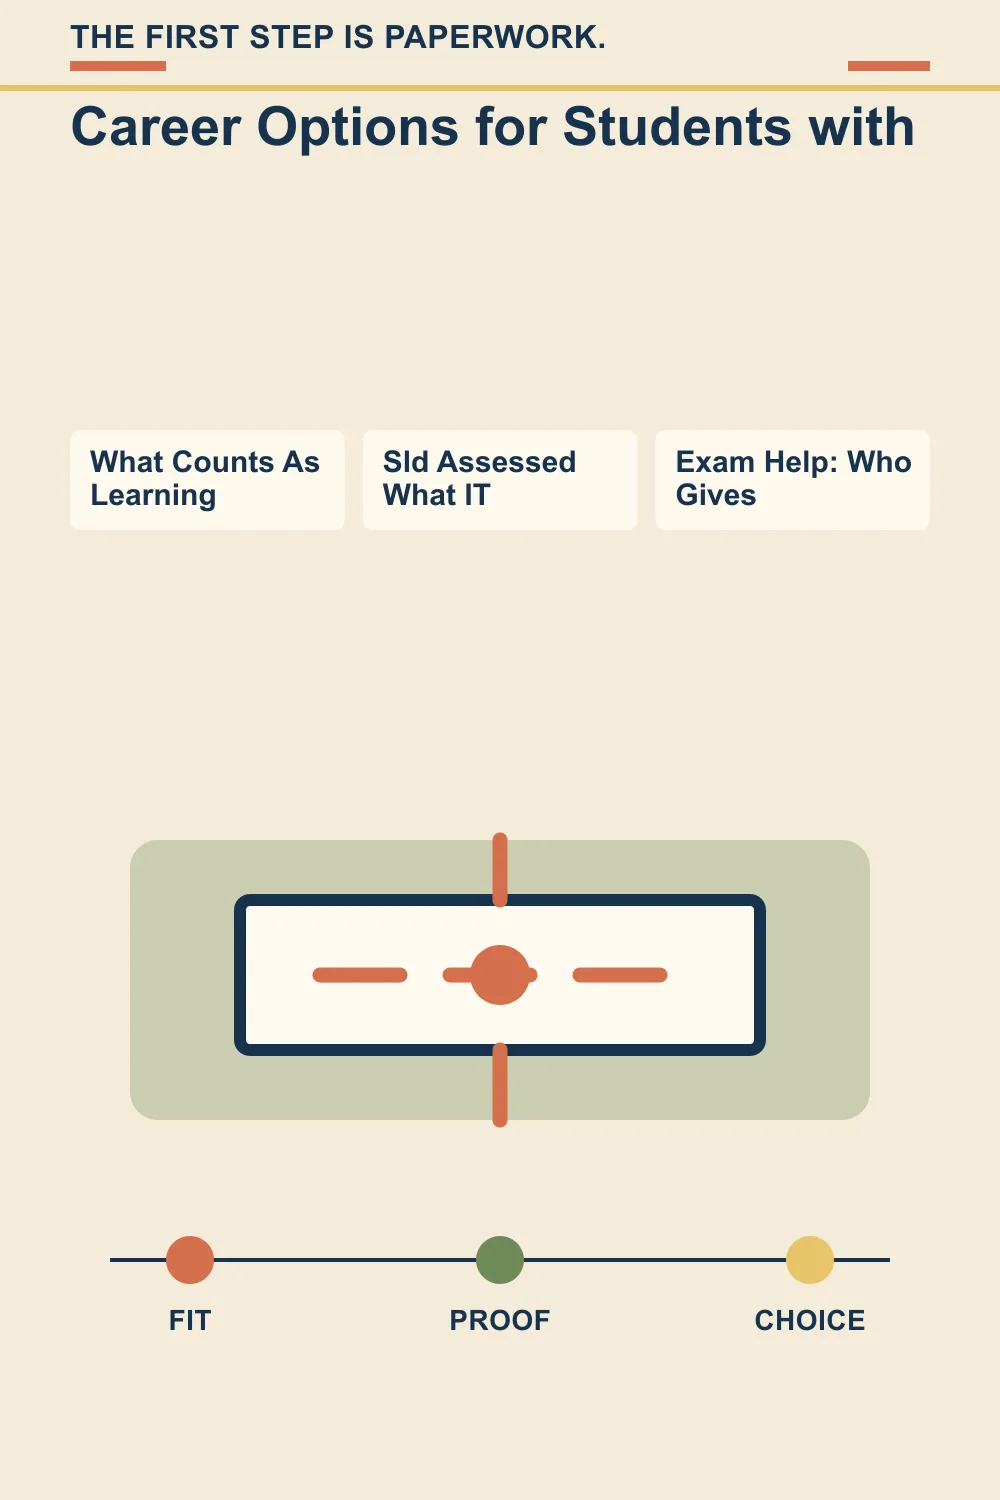 THE FIRST STEP IS PAPERWORK.
Career Options for Students with
What Counts As
Learning
Sld Assessed
What IT
Exam Help: Who
Gives
FIT
PROOF
CHOICE